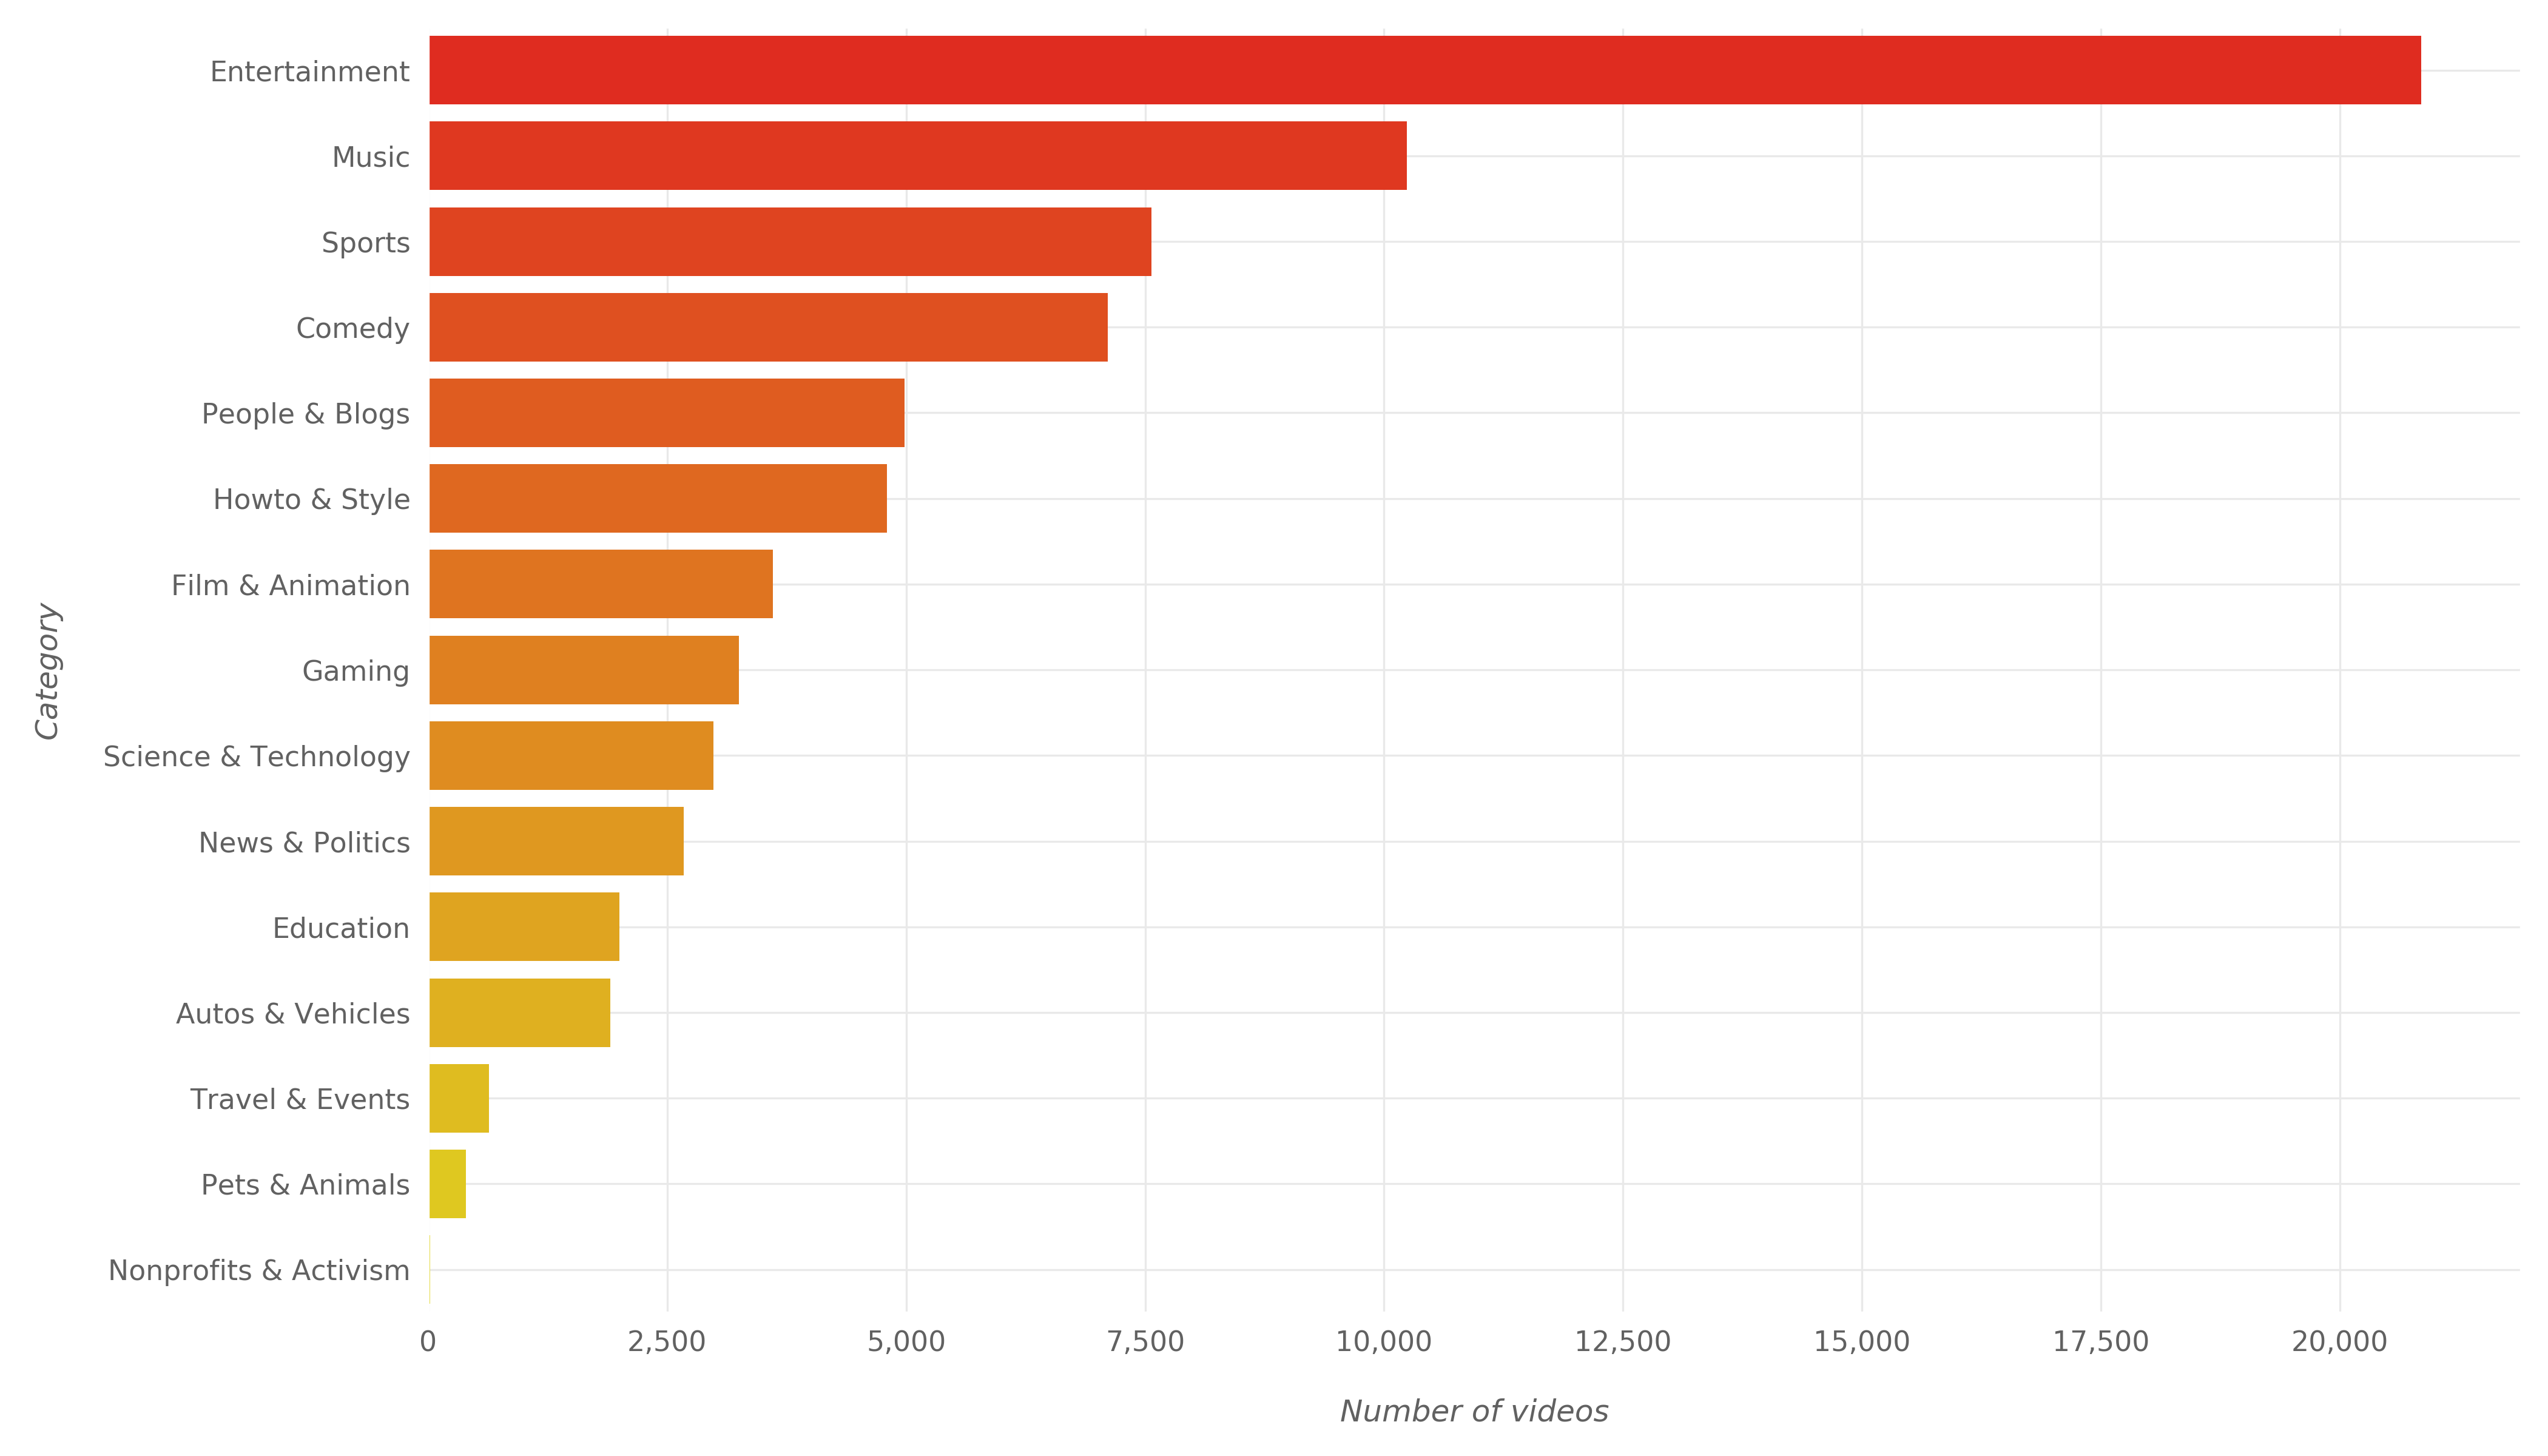 Entertainment
Music
Sports
Comedy
People & Blogs
Howto & Style
Film & Animation
Gaming
Science & Technology
News & Politics
Education
Autos & Vehicles
Travel & Events
Pets & Animals
Nonprofits & Activism
Category
0 2,500 5,000 7,500 10,000 12,500 15,000 17,500 20,000
Number of videos